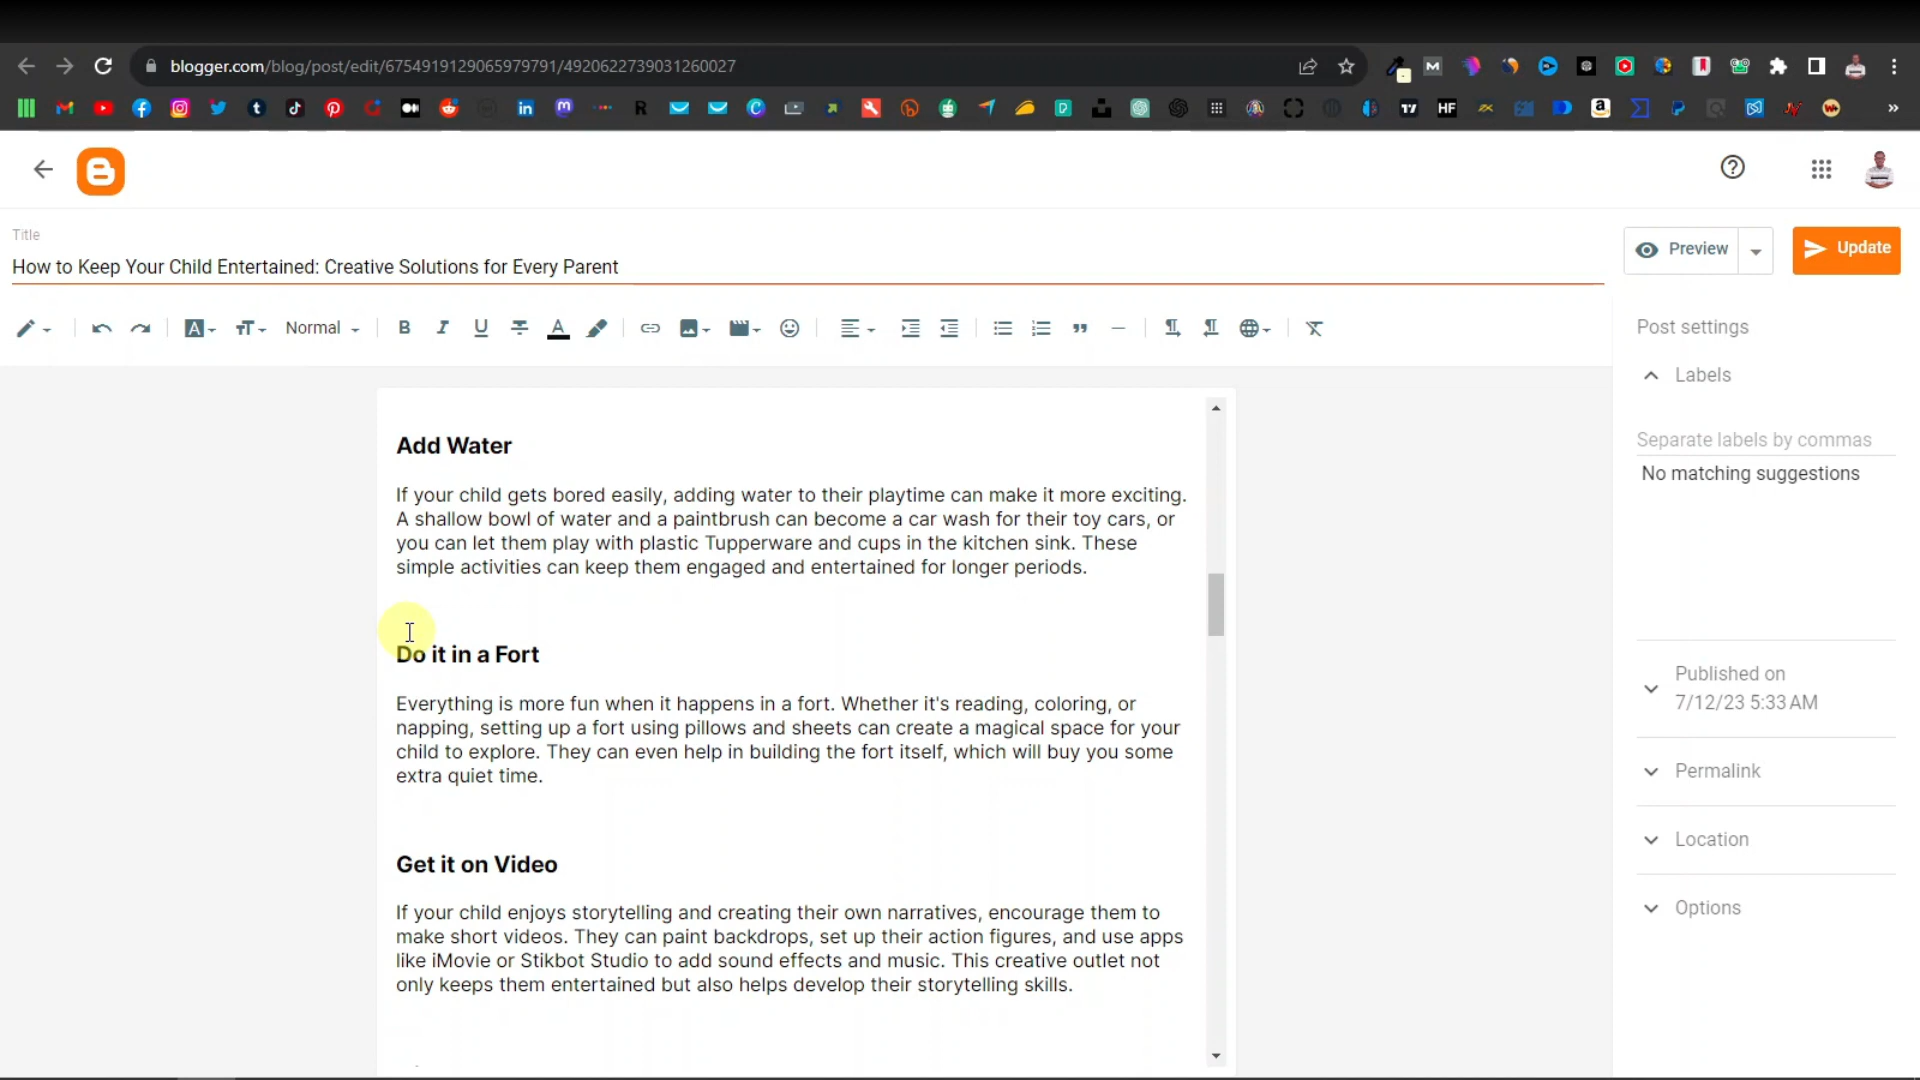 blogger.com/blog/post/edit/6754919129065979791/4920622739031260027
Title
How to Keep Your Child Entertained: Creative Solutions for Every Parent
Preview
Update
Normal
Post settings
Labels
Separate labels by commas
No matching suggestions
Published on
7/12/23 5:33 AM
Permalink
Location
Options
Add Water
If your child gets bored easily, adding water to their playtime can make it more exciting.
A shallow bowl of water and a paintbrush can become a car wash for their toy cars, or
you can let them play with plastic Tupperware and cups in the kitchen sink. These
simple activities can keep them engaged and entertained for longer periods.
Do it in a Fort
Everything is more fun when it happens in a fort. Whether it's reading, coloring, or
napping, setting up a fort using pillows and sheets can create a magical space for your
child to explore. They can even help in building the fort itself, which will buy you some
extra quiet time.
Get it on Video
If your child enjoys storytelling and creating their own narratives, encourage them to
make short videos. They can paint backdrops, set up their action figures, and use apps
like iMovie or Stikbot Studio to add sound effects and music. This creative outlet not
only keeps them entertained but also helps develop their storytelling skills.